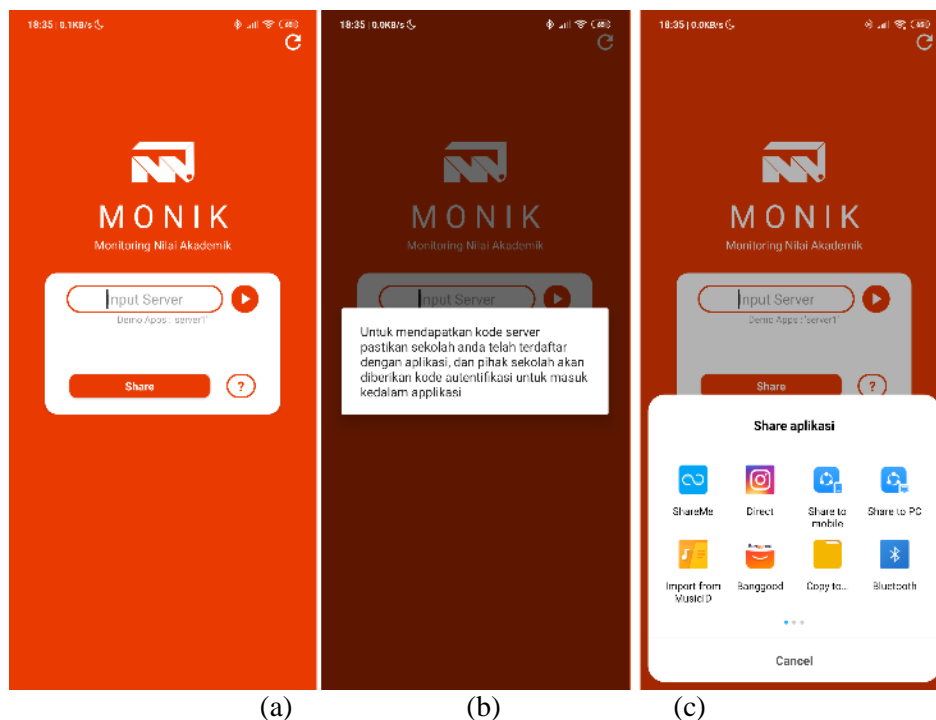 18:35 | 0.1KB/s
MONIK
Monitoring Nilai Akademik
Input Server
Demo Apps : 'server1'
Share
?
(a)
18:35 | 0.0KB/s
MONIK
Monitoring Nilai Akademik
Input Server
Untuk mendapatkan kode server
pastikan sekolah anda telah terdaftar
dengan aplikasi, dan pihak sekolah akan
diberikan kode autentifikasi untuk masuk
kedalam applikasi
(b)
18:35 | 0.0KB/s
MONIK
Monitoring Nilai Akademik
Input Server
Demo Apps : 'server1'
Share
?
Share aplikasi
ShareMe
Direct
Share to
mobile
Share to PC
Import from
Banggood
Copy to...
Bluetooth
Cancel
(c)